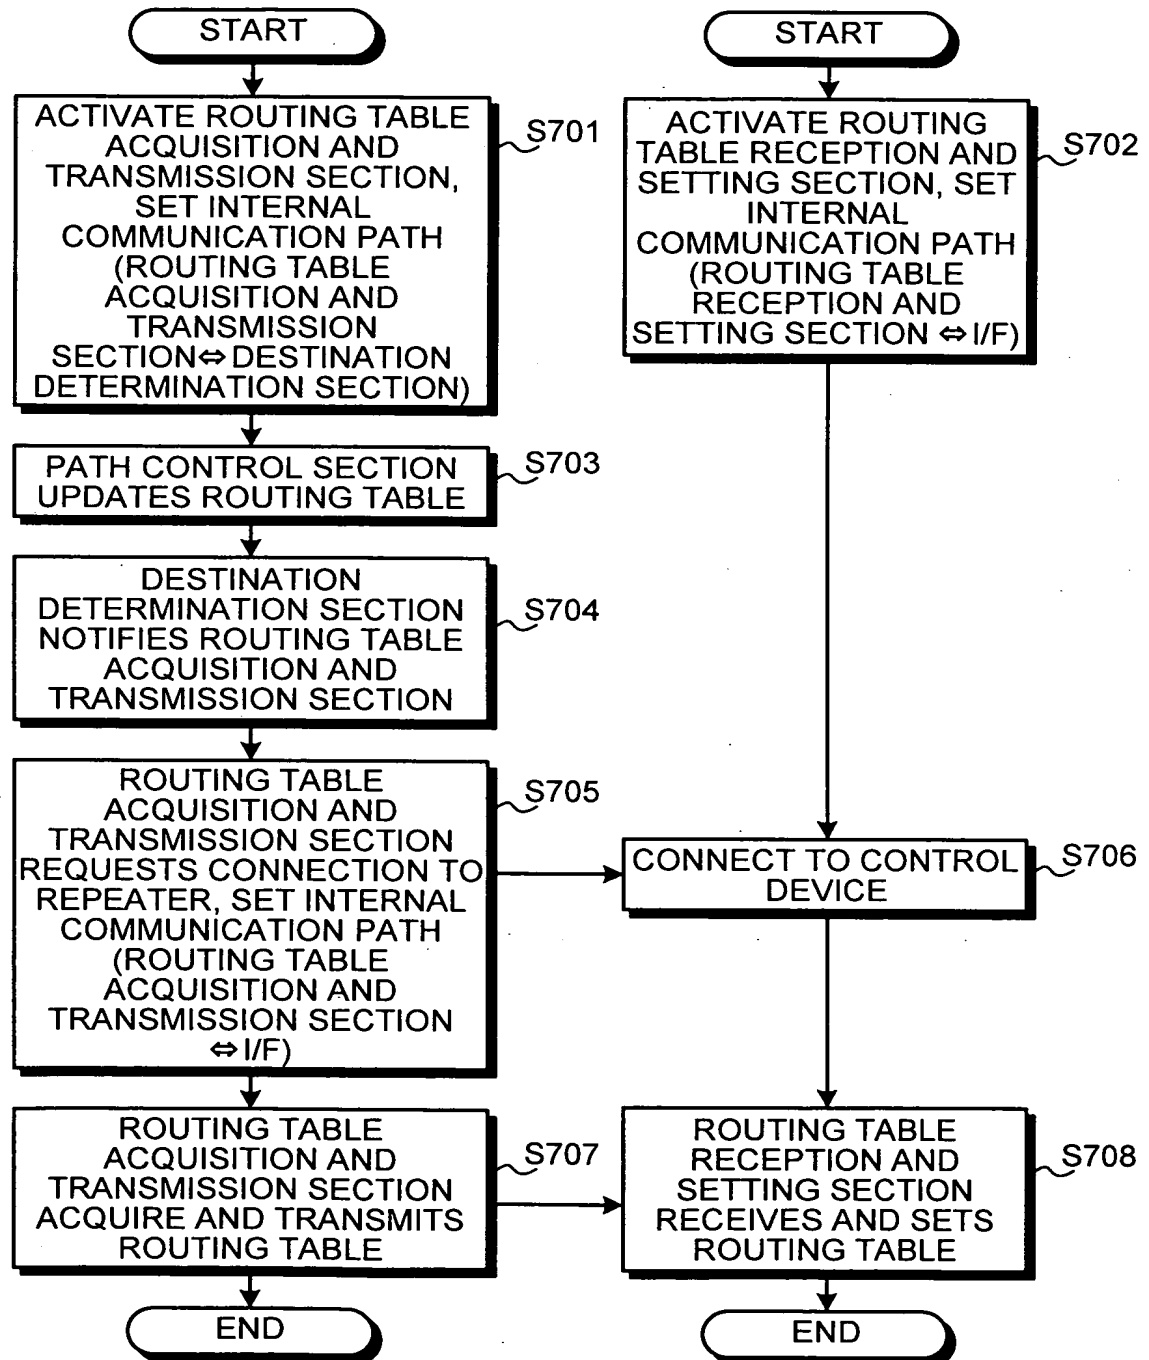 START
ACTIVATE ROUTING TABLE
ACQUISITION AND
TRANSMISSION SECTION,
SET INTERNAL
COMMUNICATION PATH
(ROUTING TABLE
ACQUISITION AND
TRANSMISSION
SECTION⇔DESTINATION
DETERMINATION SECTION)
S701
PATH CONTROL SECTION
UPDATES ROUTING TABLE
S703
DESTINATION
DETERMINATION SECTION
NOTIFIES ROUTING TABLE
ACQUISITION AND
TRANSMISSION SECTION
S704
ROUTING TABLE
ACQUISITION AND
TRANSMISSION SECTION
REQUESTS CONNECTION TO
REPEATER, SET INTERNAL
COMMUNICATION PATH
(ROUTING TABLE
ACQUISITION AND
TRANSMISSION SECTION
⇔I/F)
S705
ROUTING TABLE
ACQUISITION AND
TRANSMISSION SECTION
ACQUIRE AND TRANSMITS
ROUTING TABLE
S707
END
START
ACTIVATE ROUTING
TABLE RECEPTION AND
SETTING SECTION, SET
INTERNAL
COMMUNICATION PATH
(ROUTING TABLE
RECEPTION AND
SETTING SECTION ⇔I/F)
S702
CONNECT TO CONTROL
DEVICE
S706
ROUTING TABLE
RECEPTION AND
SETTING SECTION
RECEIVES AND SETS
ROUTING TABLE
S708
END